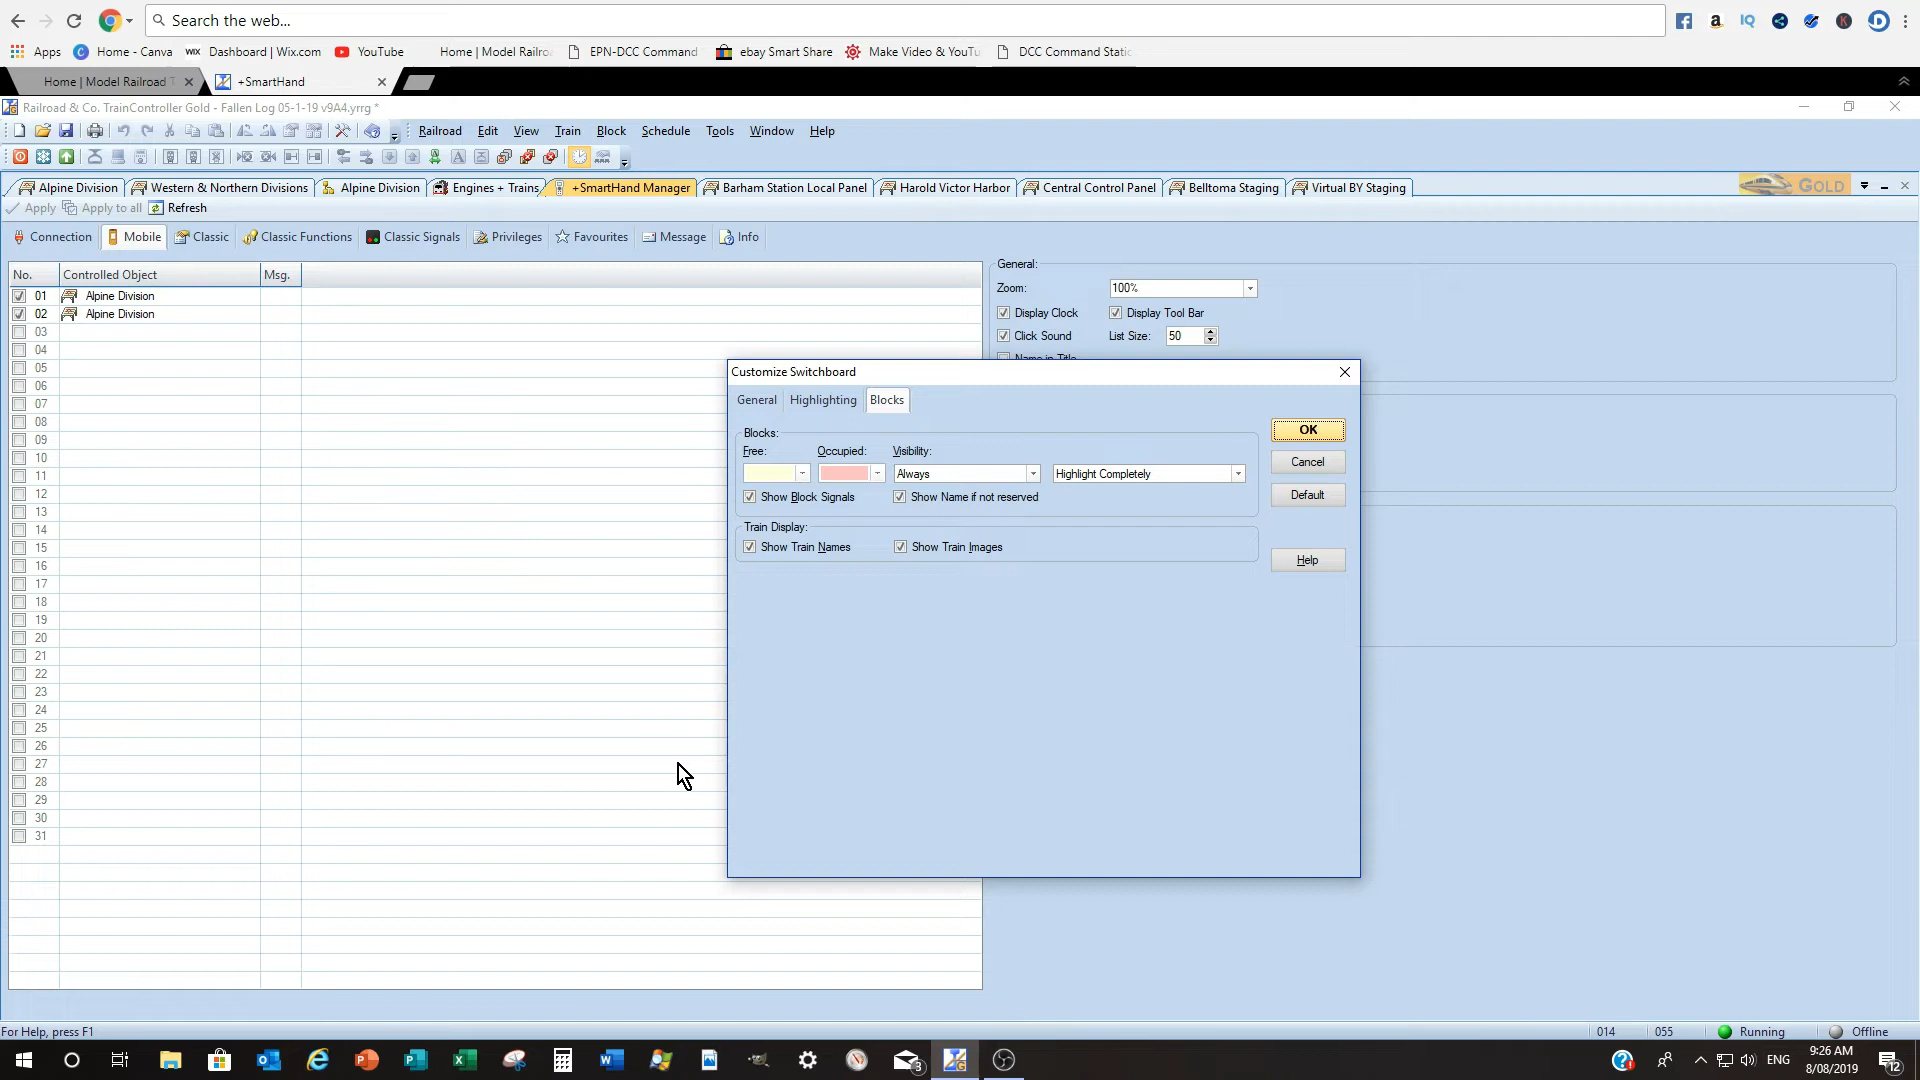 Search the web...
Apps Home - Canva WIX Dashboard | Wix.com YouTube Home | Model Railro EPN-DCC Command ebay Smart Share Make Video & YouTu DCC Command Static
Home | Model Railroad T +SmartHand
Railroad & Co. TrainController Gold - Fallen Log 05-1-19 v9A4.yrrg *
Railroad Edit View Train Block Schedule Tools Window Help
Alpine Division Western & Northern Divisions Alpine Division Engines + Trains +SmartHand Manager Barham Station Local Panel Harold Victor Harbor Central Control Panel Belltoma Staging Virtual BY Staging GOLD
Apply Apply to all Refresh
Connection Mobile Classic Classic Functions Classic Signals Privileges Favourites Message Info
No. Controlled Object Msg.
01 Alpine Division
02 Alpine Division
03
04
05
06
07
08
09
10
11
12
13
14
15
16
17
18
19
20
21
22
23
24
25
26
27
28
29
30
31
General:
Zoom: 100%
Display Clock Display Tool Bar
Click Sound List Size: 50
Name in Title
Customize Switchboard
General Highlighting Blocks
Blocks:
Free: Occupied: Visibility:
Always Highlight Completely
Show Block Signals Show Name if not reserved
Train Display:
Show Train Names Show Train Images
OK
Cancel
Default
Help
For Help, press F1 014 055 Running Offline
ENG 9:26 AM
8/08/2019
3
12